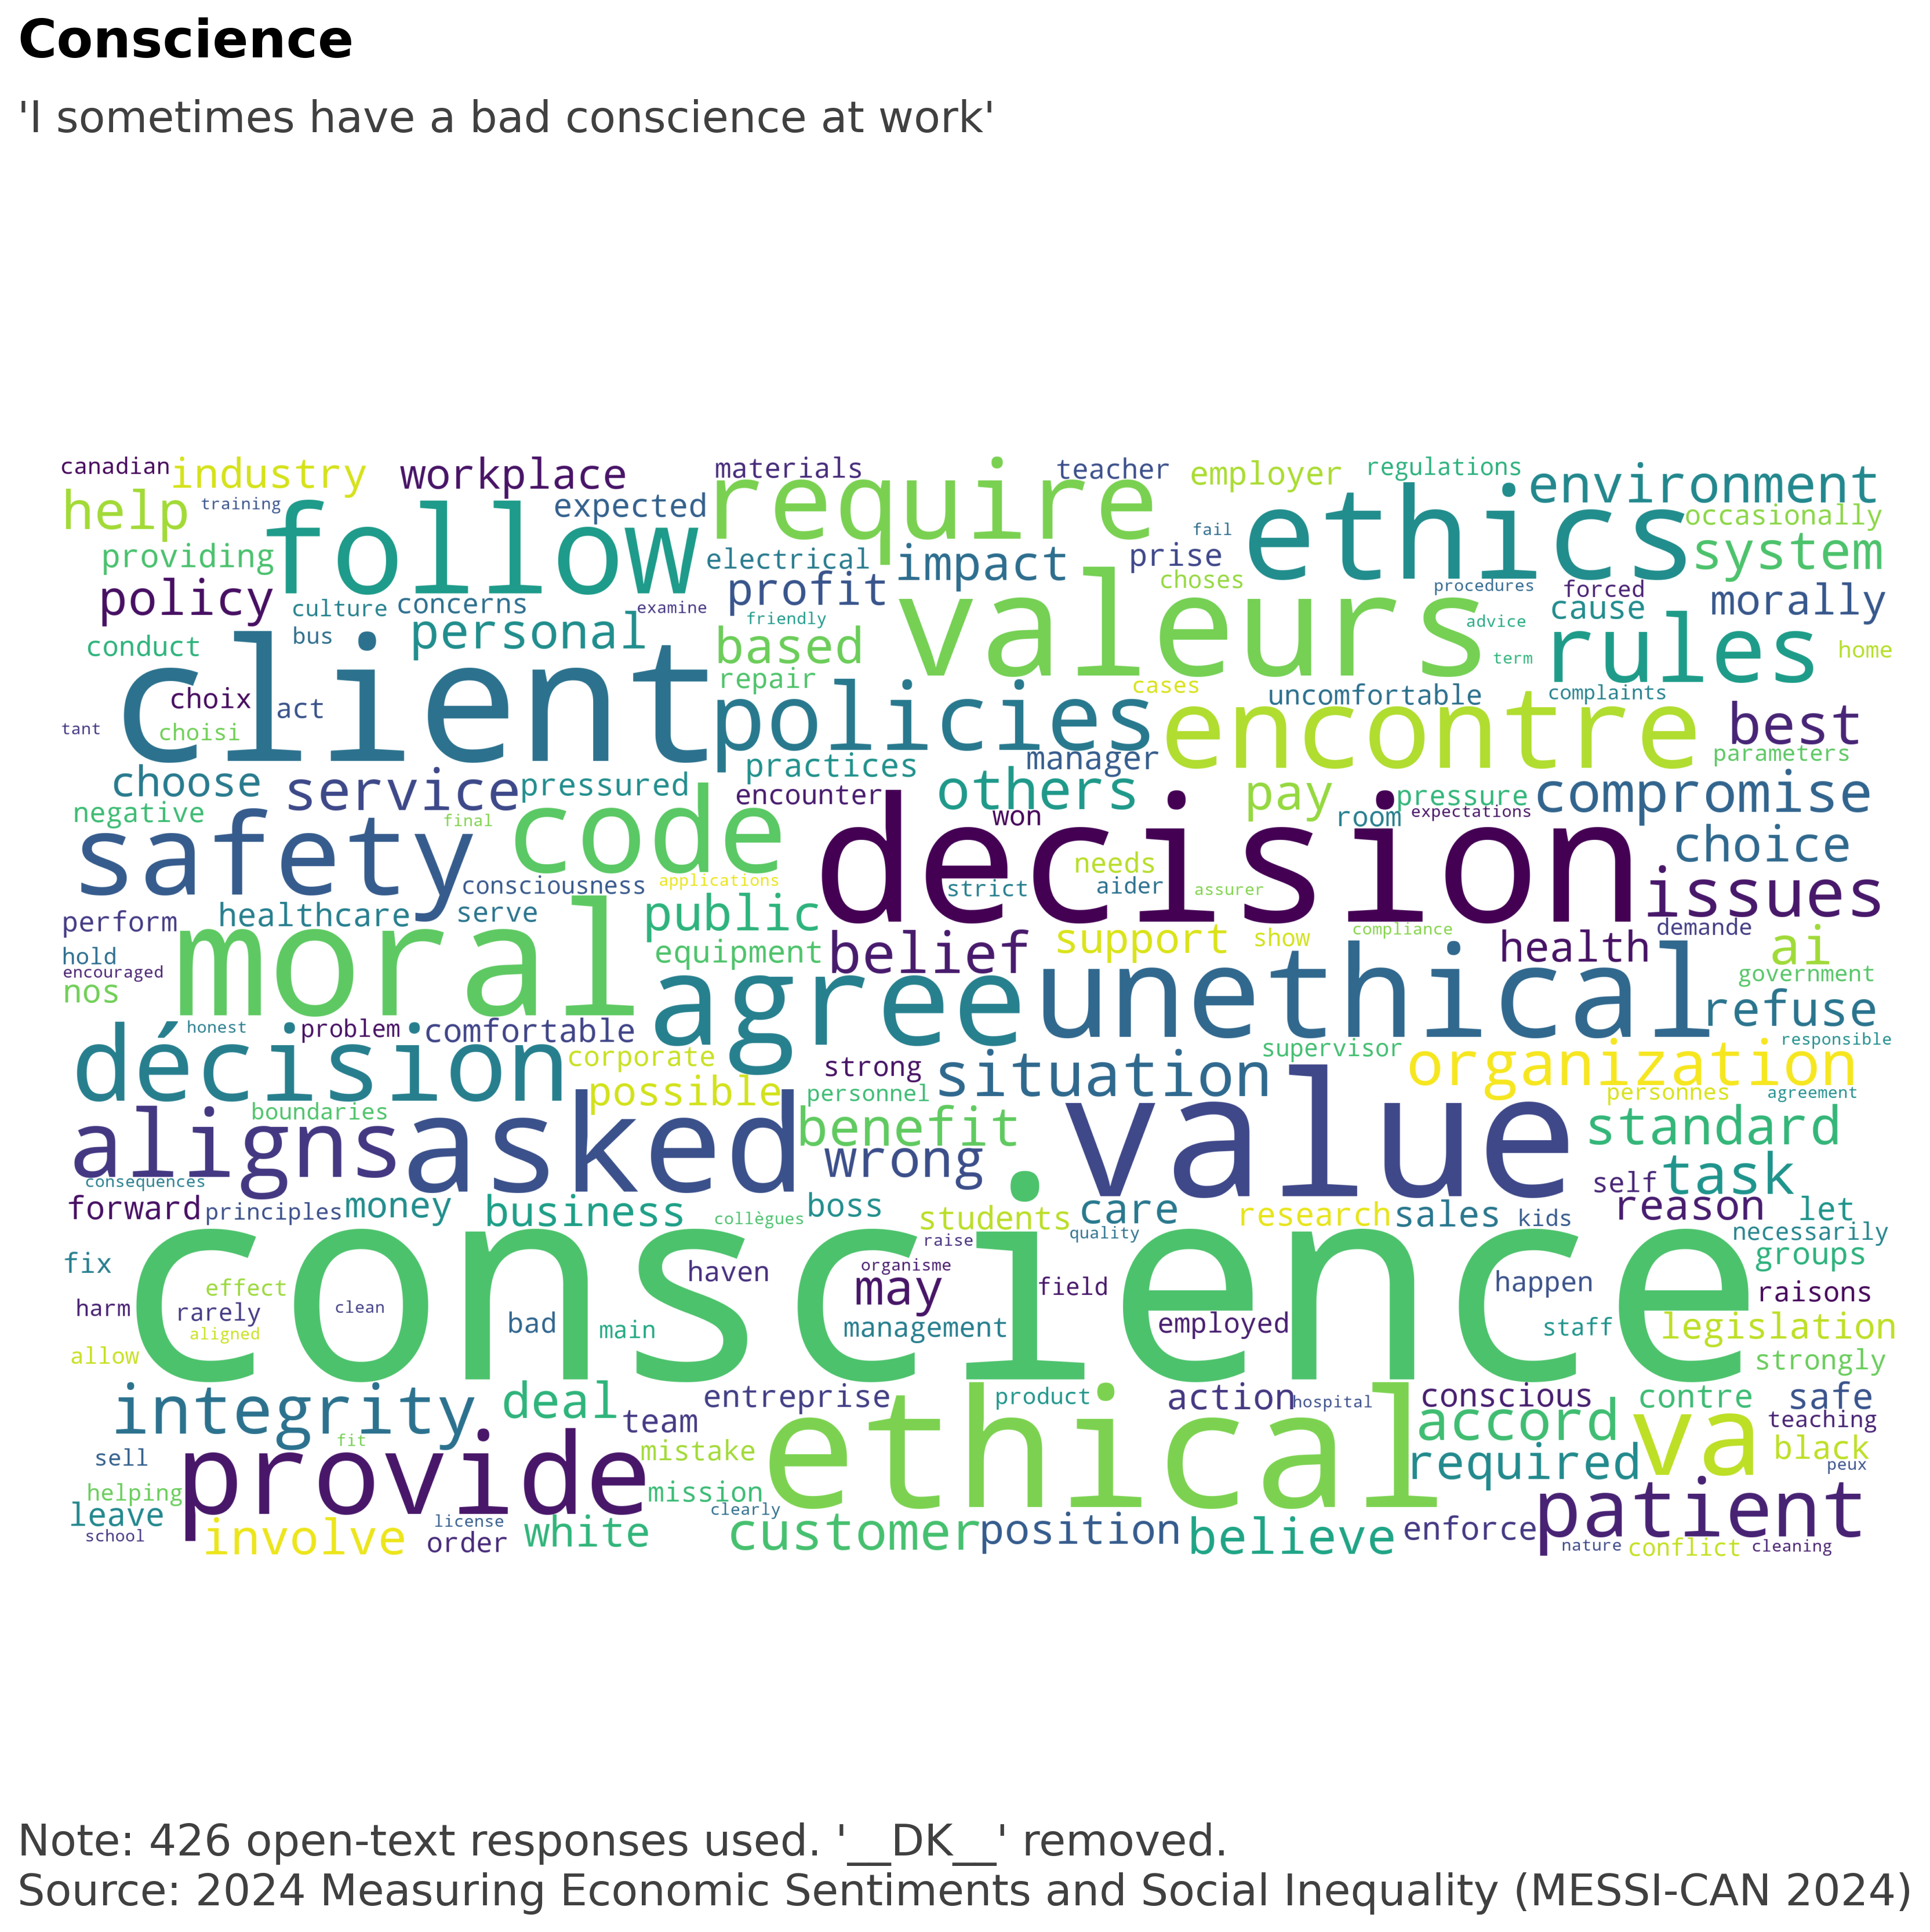 Conscience
'I sometimes have a bad conscience at work'
canadian industry workplace materials teacher employer regulations environment
help training follow expected require fail ethics occasionally
providing electrical impact prise system
policy culture concerns examine profit valeurs choses procedures forced cause morally
conduct bus personal friendly based advice rules home
client repair cases term
choix act policies encontre uncomfortable complaints best
tant choisi practices manager parameters
choose service pressured encounter others pay pressure compromise
negative final code decision won room expectations
safety consciousness applications needs strict aider assurer choice
issues
perform healthcare serve public support show compliance demande
hold moral equipment belief health ai
encouraged government
nos agree unethical refuse
décision honest problem comfortable supervisor responsible
corporate strong situation organization
possible personnel personnes agreement
boundaries benefit value standard
aligns asked wrong
consequences self task
forward principles money business collègues boss students care research sales kids reason let
raise quality necessarily
fix conscience haven organisme groups
effect may field happen raisons
harm rarely clean
aligned bad main management employed staff legislation
allow strongly
integrity deal entreprise product action hospital conscious contre safe
team ethical accord va teaching
fit mistake required black
sell provide peux
helping mission patient
leave license clearly
school involve order white customer position believe enforce nature conflict cleaning
Note: 426 open-text responses used. '__DK__' removed.
Source: 2024 Measuring Economic Sentiments and Social Inequality (MESSI-CAN 2024)